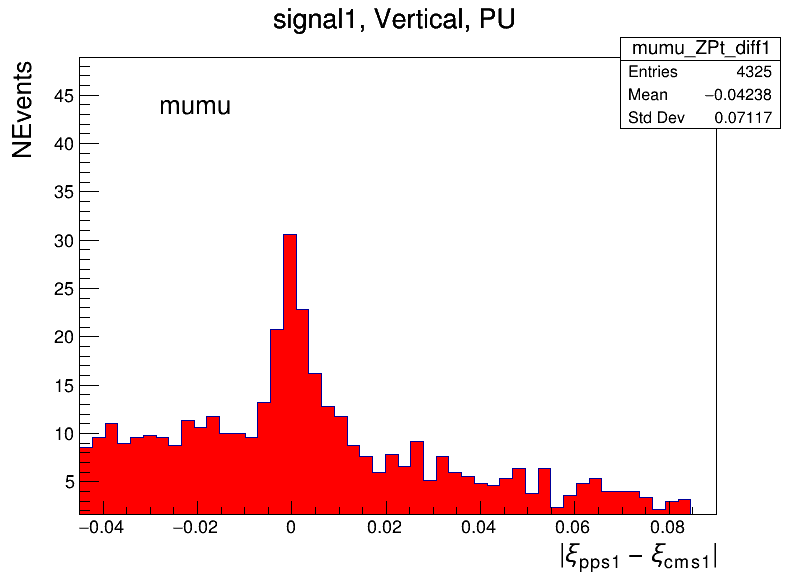 signal1, Vertical, PU
mumu_ZPt_diff1
Entries 4325
Mean −0.04238
Std Dev 0.07117
NEvents
mumu
45
40
35
30
25
20
15
10
5
−0.04 −0.02 0 0.02 0.04 0.06 0.08
|ξpps1 − ξcms1|